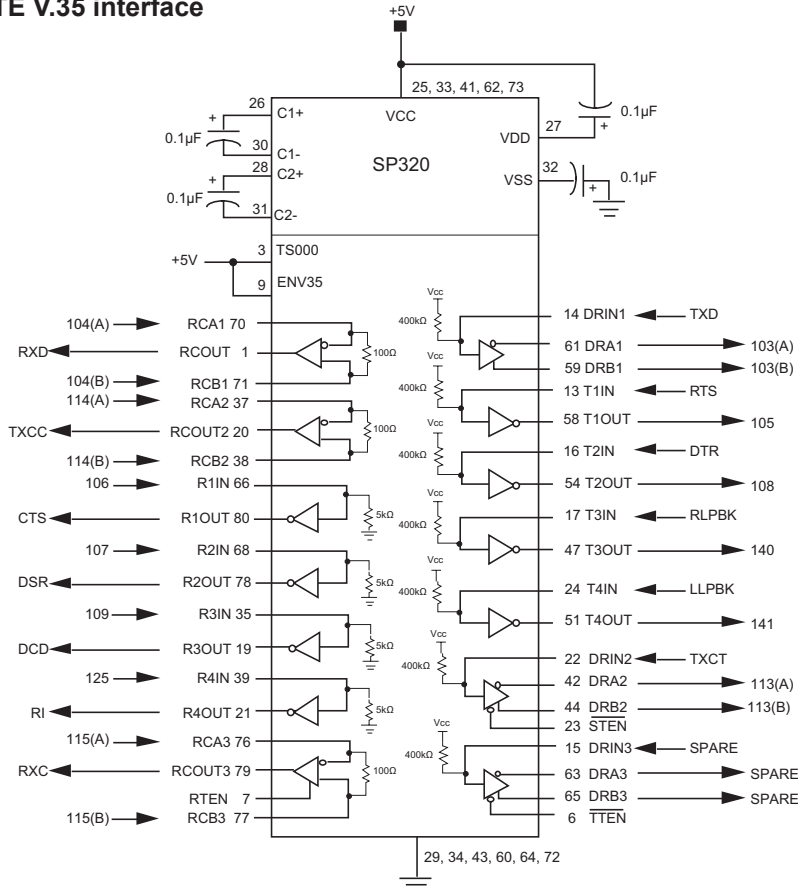 TE V.35 interface
+5V
25, 33, 41, 62, 73
VCC
SP320
26 C1+
+
0.1µF
30 C1-
28 C2+
+
0.1µF
31 C2-
VDD 27
+
0.1µF
VSS 32
+
0.1µF
3 TS000
+5V
9 ENV35
104(A) RCA1 70
RXD RCOUT 1
100Ω
104(B) RCB1 71
114(A) RCA2 37
TXCC RCOUT2 20
100Ω
114(B) RCB2 38
106 R1IN 66
CTS R1OUT 80
5kΩ
107 R2IN 68
DSR R2OUT 78
5kΩ
109 R3IN 35
DCD R3OUT 19
5kΩ
125 R4IN 39
RI R4OUT 21
5kΩ
115(A) RCA3 76
RXC RCOUT3 79
100Ω
RTEN 7
115(B) RCB3 77
Vcc
400kΩ
14 DRIN1 TXD
61 DRA1 103(A)
59 DRB1 103(B)
Vcc
400kΩ
13 T1IN RTS
58 T1OUT 105
Vcc
400kΩ
16 T2IN DTR
54 T2OUT 108
Vcc
400kΩ
17 T3IN RLPBK
47 T3OUT 140
Vcc
400kΩ
24 T4IN LLPBK
51 T4OUT 141
Vcc
400kΩ
22 DRIN2 TXCT
42 DRA2 113(A)
44 DRB2 113(B)
23 STEN
Vcc
400kΩ
15 DRIN3 SPARE
63 DRA3 SPARE
65 DRB3 SPARE
6 TTEN
29, 34, 43, 60, 64, 72